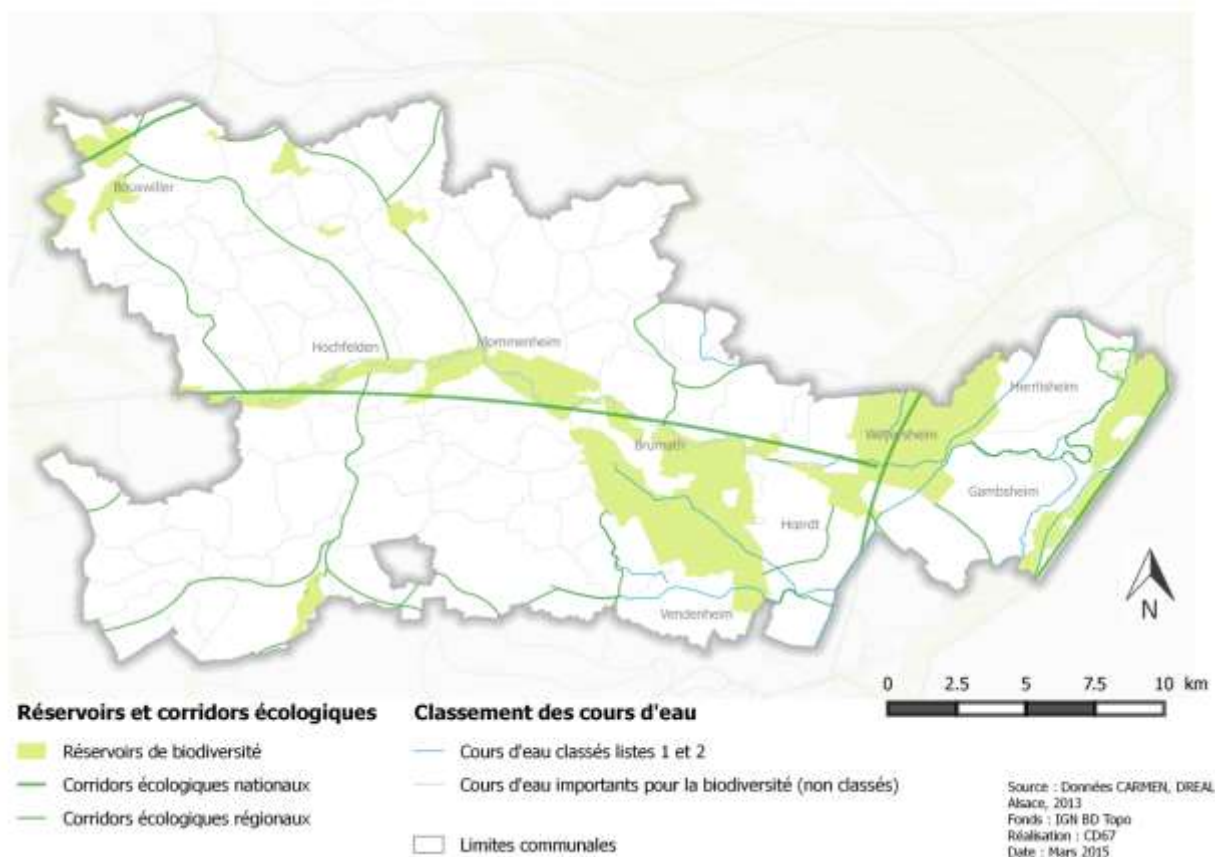 Bouxwiller
Hochfelden
Mommenheim
Herrlisheim
Weyersheim
Brumath
Gambsheim
Hœrdt
Vendenheim
N
0 2.5 5 7.5 10 km
Réservoirs et corridors écologiques
Réservoirs de biodiversité
Corridors écologiques nationaux
Corridors écologiques régionaux
Classement des cours d'eau
Cours d'eau classés listes 1 et 2
Cours d'eau importants pour la biodiversité (non classés)
Limites communales
Source : Données CARMEN, DREAL
Alsace, 2013
Fonds : IGN BD Topo
Réalisation : CD67
Date : Mars 2015